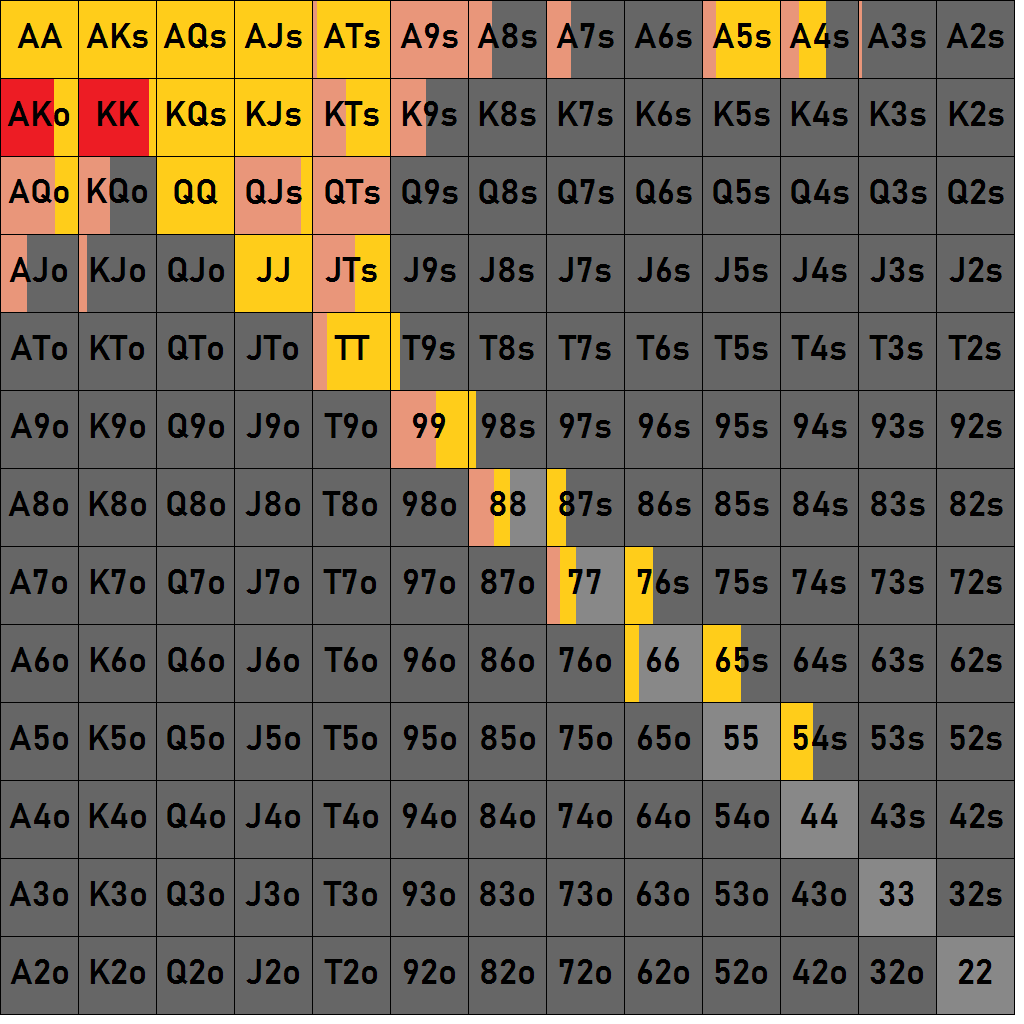 AA AKs AQs AJs ATs A9s A8s A7s A6s A5s A4s A3s A2s
AKo KK KQs KJs KTs K9s K8s K7s K6s K5s K4s K3s K2s
AQo KQo QQ QJs QTs Q9s Q8s Q7s Q6s Q5s Q4s Q3s Q2s
AJo KJo QJo JJ JTs J9s J8s J7s J6s J5s J4s J3s J2s
ATo KTo QTo JTo TT T9s T8s T7s T6s T5s T4s T3s T2s
A9o K9o Q9o J9o T9o 99 98s 97s 96s 95s 94s 93s 92s
A8o K8o Q8o J8o T8o 98o 88 87s 86s 85s 84s 83s 82s
A7o K7o Q7o J7o T7o 97o 87o 77 76s 75s 74s 73s 72s
A6o K6o Q6o J6o T6o 96o 86o 76o 66 65s 64s 63s 62s
A5o K5o Q5o J5o T5o 95o 85o 75o 65o 55 54s 53s 52s
A4o K4o Q4o J4o T4o 94o 84o 74o 64o 54o 44 43s 42s
A3o K3o Q3o J3o T3o 93o 83o 73o 63o 53o 43o 33 32s
A2o K2o Q2o J2o T2o 92o 82o 72o 62o 52o 42o 32o 22